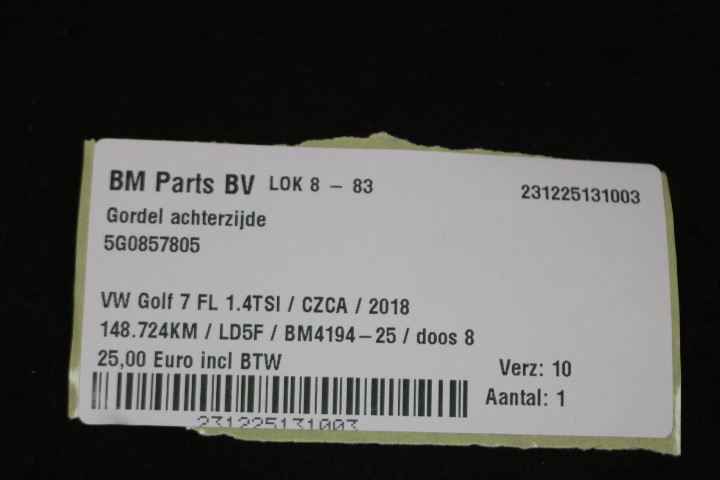 BM Parts BV LOK 8 - 83 231225131003
Gordel achterzijde
5G0857805
VW Golf 7 FL 1.4TSI / CZCA / 2018
148.724KM / LD5F / BM4194-25 / doos 8
25,00 Euro incl BTW
Verz: 10
Aantal: 1
231225131003